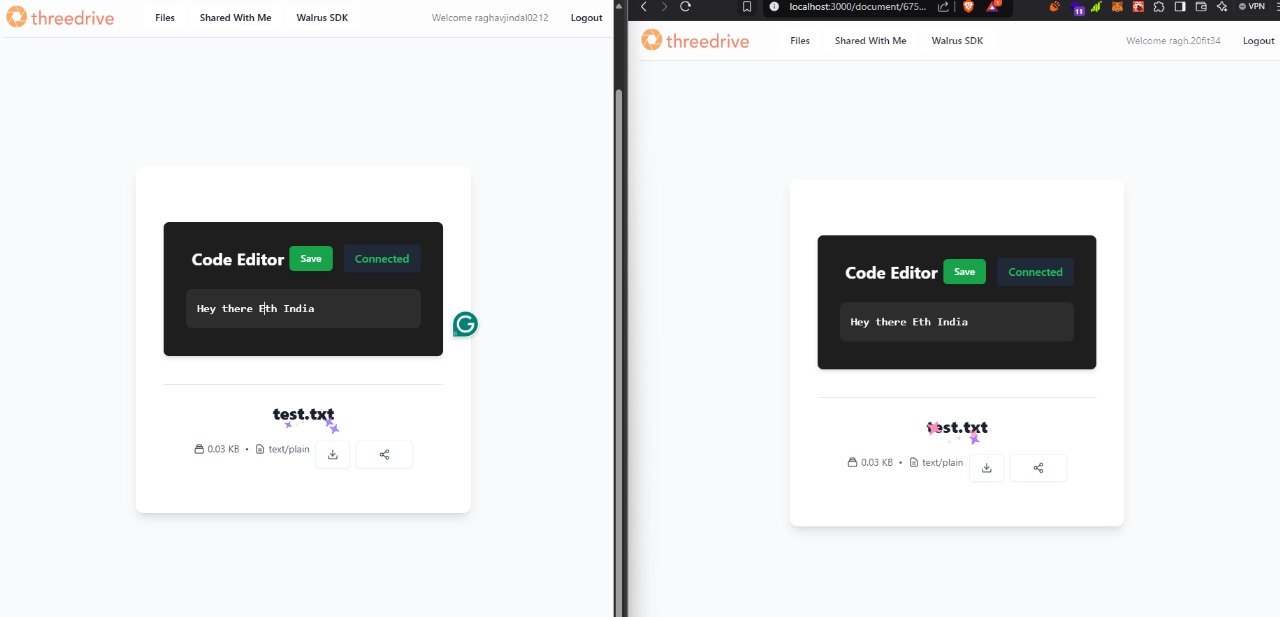 threedrive Files Shared With Me Walrus SDK Welcome raghavjindal0212 Logout
Code Editor Save Connected
Hey there Eth India
test.txt
0.03 KB • text/plain
localhost:3000/document/675... 11 VPN
threedrive Files Shared With Me Walrus SDK Welcome ragh.20fit34 Logout
Code Editor Save Connected
Hey there Eth India
test.txt
0.03 KB • text/plain